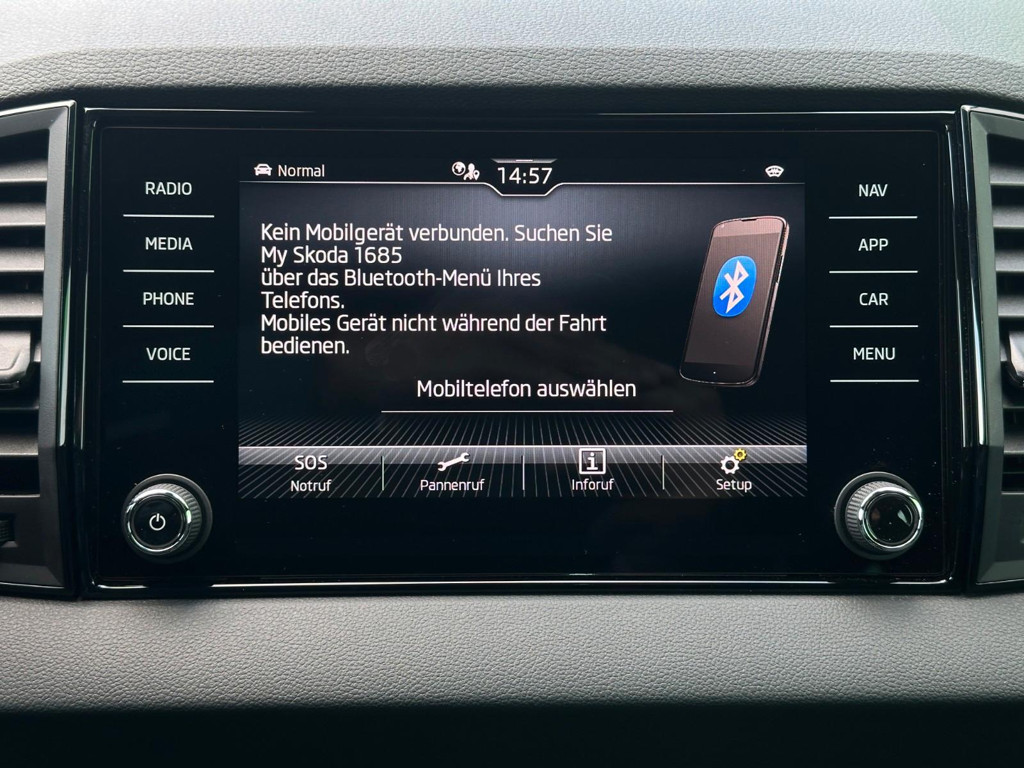 Normal
14:57
RADIO
MEDIA
PHONE
VOICE
Kein Mobilgerät verbunden. Suchen Sie
My Skoda 1685
über das Bluetooth-Menü Ihres
Telefons.
Mobiles Gerät nicht während der Fahrt
bedienen.
Mobiltelefon auswählen
SOS
Notruf
Pannenruf
Inforuf
Setup
NAV
APP
CAR
MENU